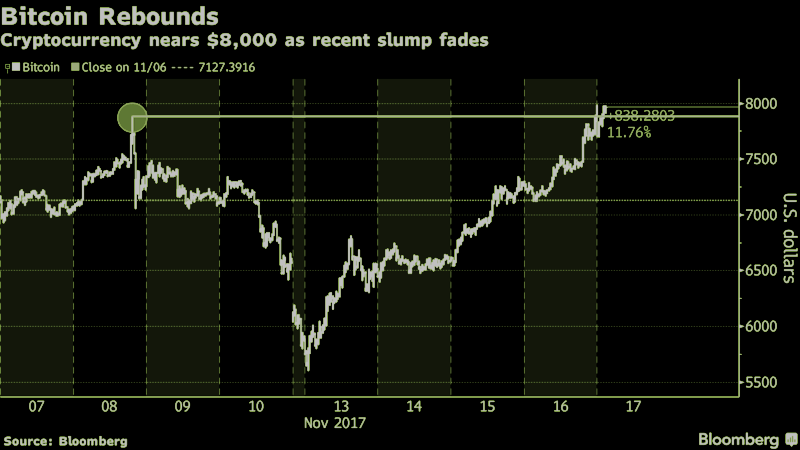 Bitcoin Rebounds
Cryptocurrency nears $8,000 as recent slump fades
Bitcoin Close on 11/06 ---- 7127.3916
8000
+838.2803
11.76%
7500
7000
6500
6000
5500
U.S. dollars
07 08 09 10 13 14 15 16 17
Nov 2017
Source: Bloomberg
Bloomberg